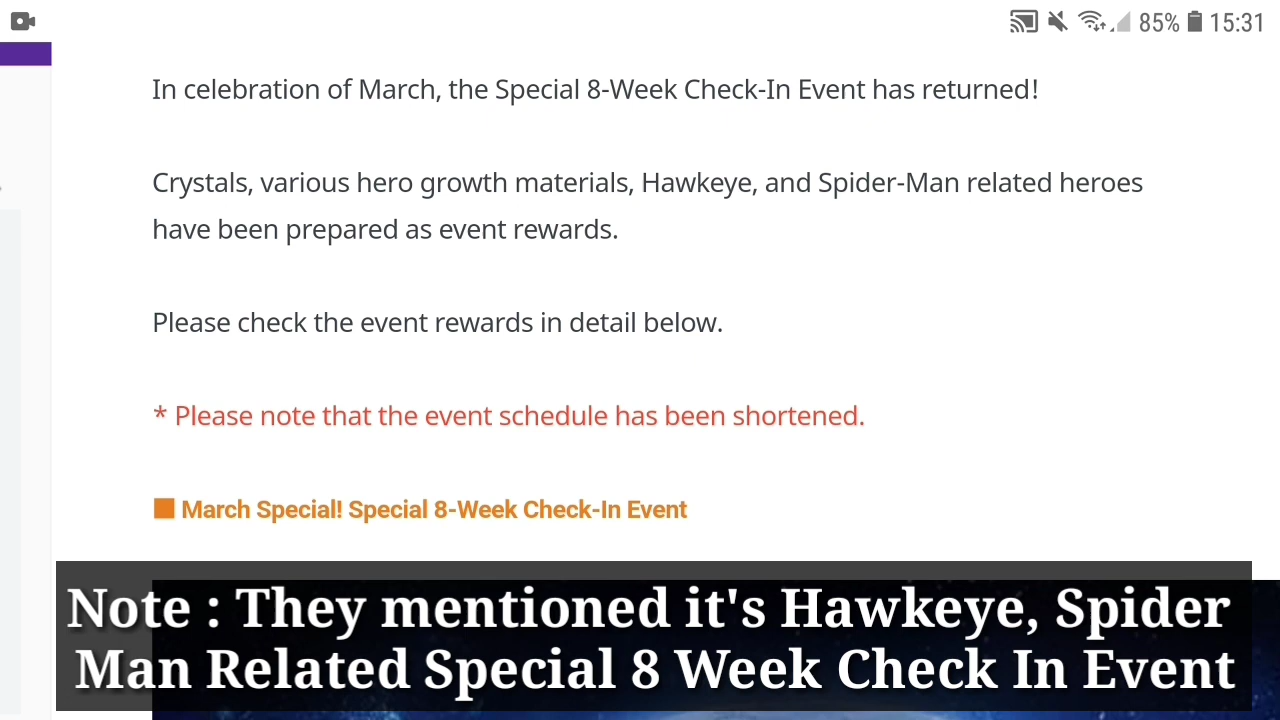 85% 15:31
In celebration of March, the Special 8-Week Check-In Event has returned!
Crystals, various hero growth materials, Hawkeye, and Spider-Man related heroes
have been prepared as event rewards.
Please check the event rewards in detail below.
* Please note that the event schedule has been shortened.
■ March Special! Special 8-Week Check-In Event
Note : They mentioned it's Hawkeye, Spider
Man Related Special 8 Week Check In Event